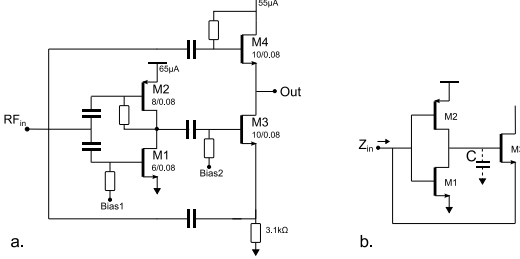 55µA
M4
10/0.08
65µA
M2
8/0.08
Out
RFin
M3
10/0.08
M1
6/0.08
Bias2
Bias1
3.1kΩ
a.
M2
Zin
C
M1
b.